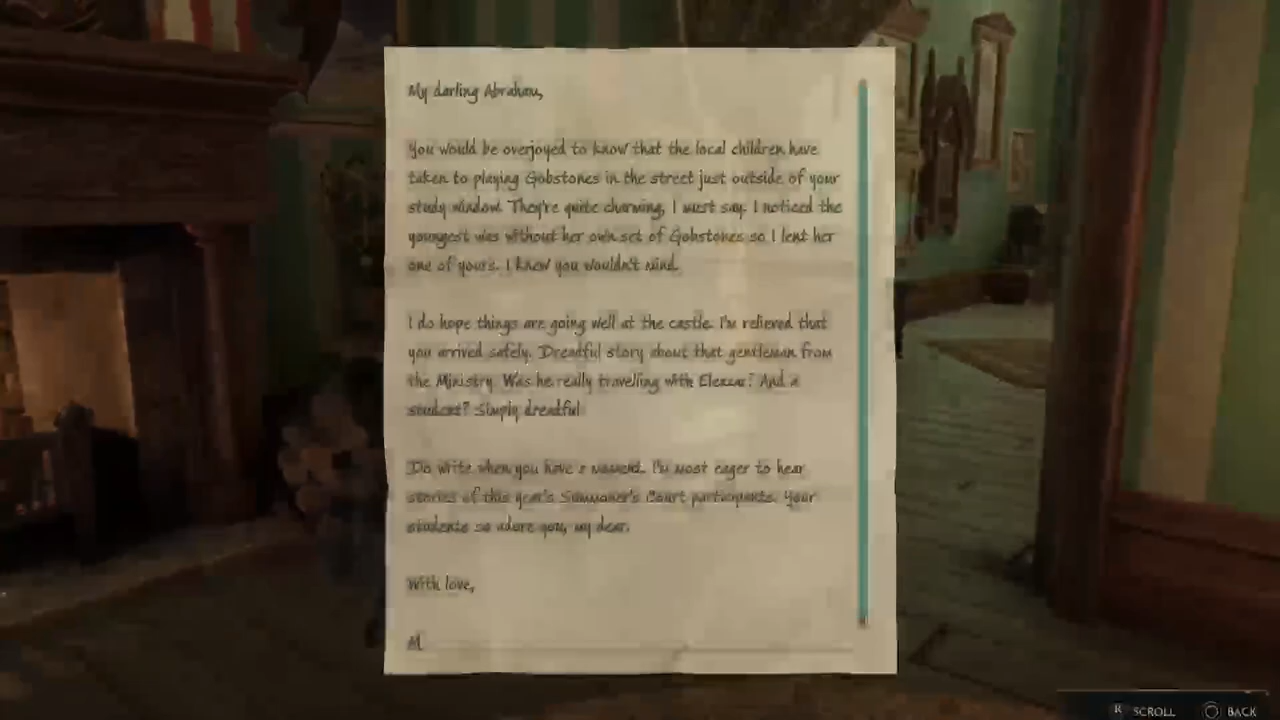 My darling Abraham,
You would be overjoyed to know that the local children have
taken to playing Gobstones in the street just outside of your
study window. They're quite charming, I must say. I noticed the
youngest was without her own set of Gobstones so I lent her
one of yours. I knew you wouldn't mind.
I do hope things are going well at the castle. I'm relieved that
you arrived safely. Dreadful story about that gentleman from
the Ministry. Was he really travelling with Eleazar? And a
student? Simply dreadful.
Do write when you have a moment. I'm most eager to hear
stories of this year's Summoner's Court participants. Your
students so adore you, my dear.
With love,
M
R SCROLL
BACK